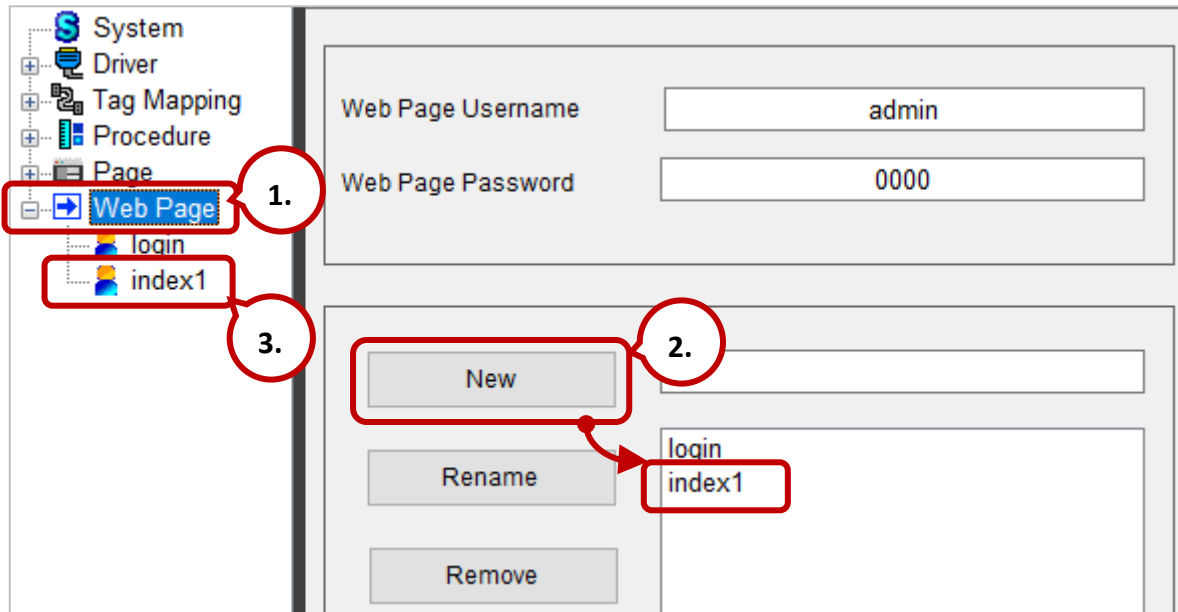 System
Driver
Tag Mapping
Procedure
Page
Web Page
1.
login
index1
3.
Web Page Username
admin
Web Page Password
0000
New
2.
Rename
login
index1
Remove